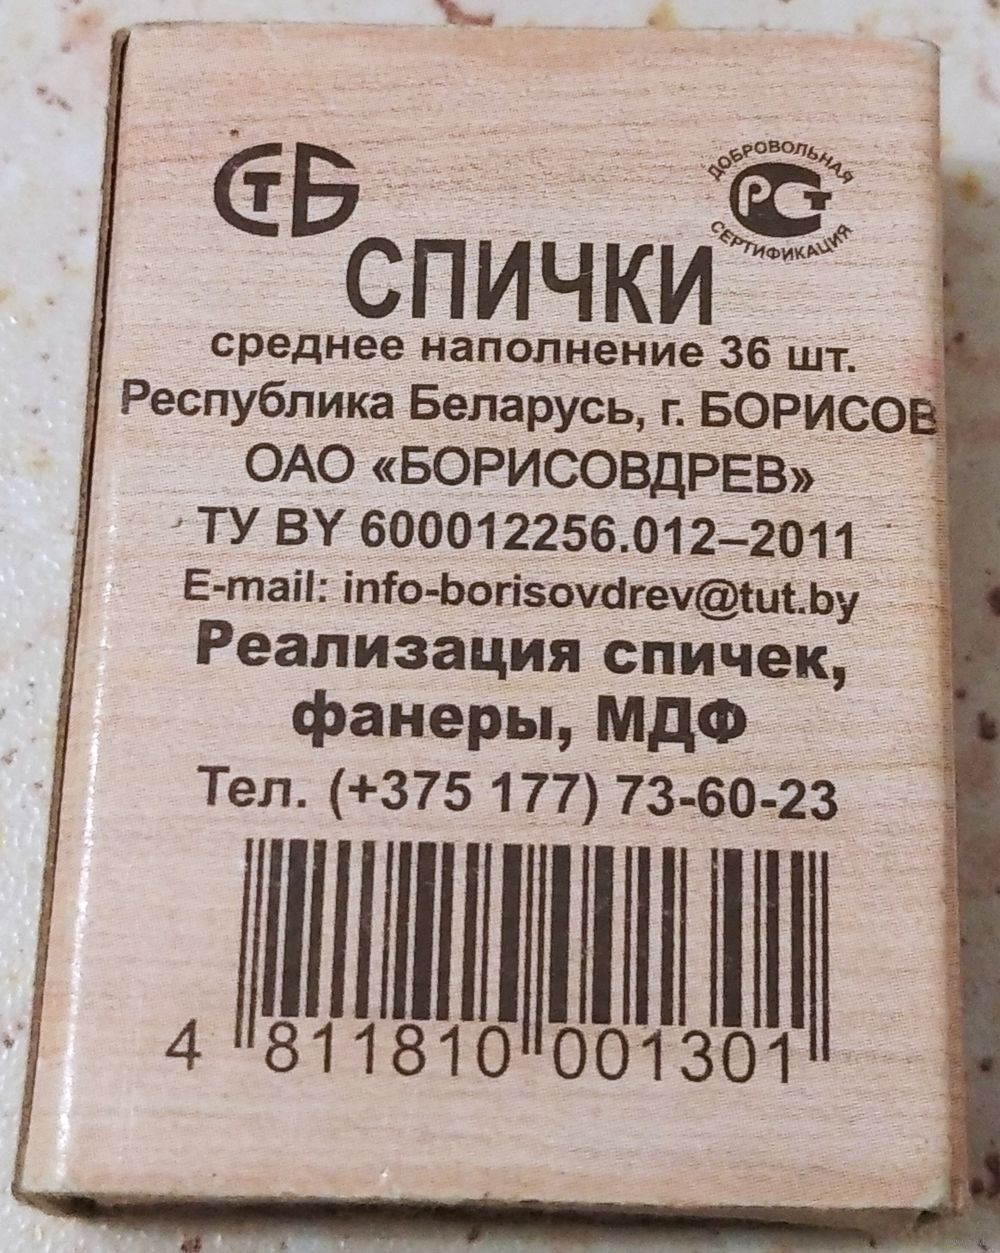 СТБ
ДОБРОВОЛЬНАЯ
РСТ
СЕРТИФИКАЦИЯ
СПИЧКИ
среднее наполнение 36 шт.
Республика Беларусь, г. БОРИСОВ
ОАО «БОРИСОВДРЕВ»
ТУ BY 600012256.012–2011
E-mail: info-borisovdrev@tut.by
Реализация спичек,
фанеры, МДФ
Тел. (+375 177) 73-60-23
4 811810 001301